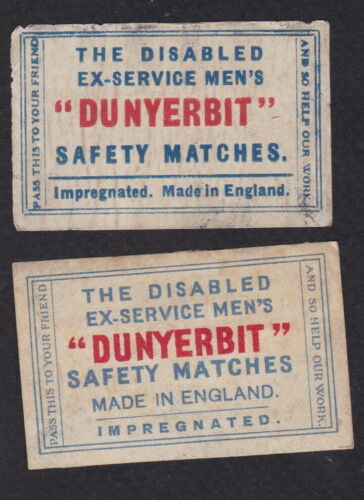 PASS THIS TO YOUR FRIEND
THE DISABLED
EX-SERVICE MEN'S
"DUNYERBIT"
SAFETY MATCHES.
Impregnated. Made in England.
AND SO HELP OUR WORK.
PASS THIS TO YOUR FRIEND
THE DISABLED
EX-SERVICE MEN'S
"DUNYERBIT"
SAFETY MATCHES
MADE IN ENGLAND.
IMPREGNATED.
AND SO HELP OUR WORK.